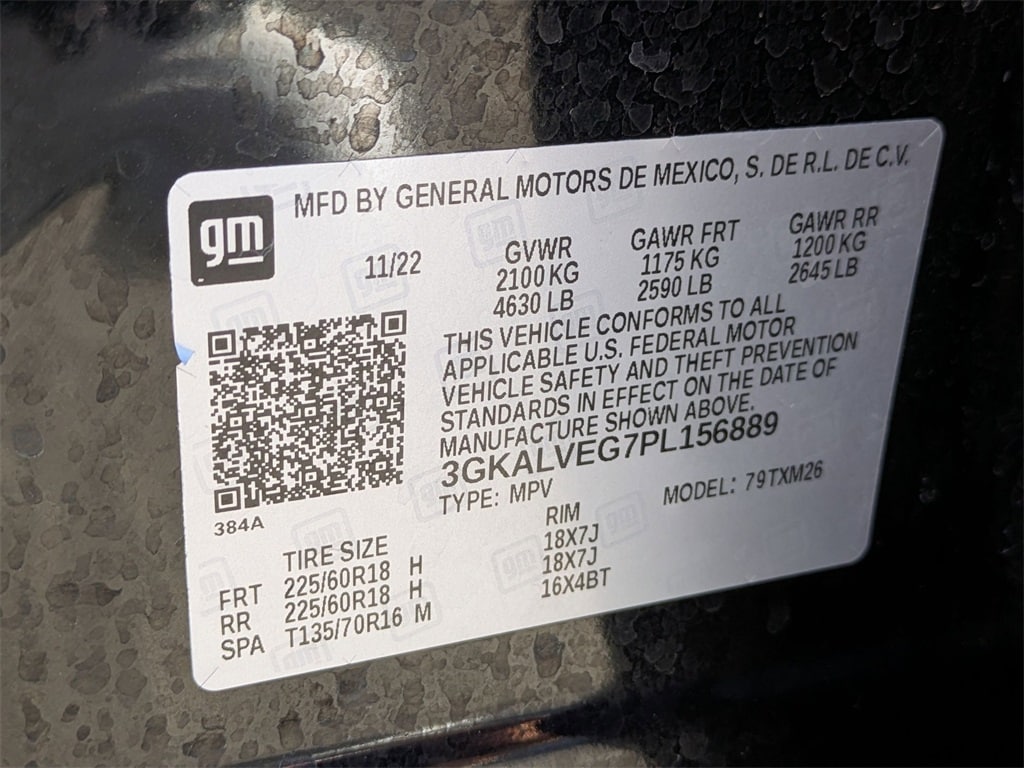 MFD BY GENERAL MOTORS DE MEXICO, S. DE R.L. DE C.V.
gm
11/22
GVWR
2100 KG
4630 LB
GAWR FRT
1175 KG
2590 LB
GAWR RR
1200 KG
2645 LB
THIS VEHICLE CONFORMS TO ALL
APPLICABLE U.S. FEDERAL MOTOR
VEHICLE SAFETY AND THEFT PREVENTION
STANDARDS IN EFFECT ON THE DATE OF
MANUFACTURE SHOWN ABOVE.
3GKALVEG7PL156889
TYPE: MPV MODEL: 79TXM26
384A
TIRE SIZE RIM
FRT 225/60R18 H 18X7J
RR 225/60R18 H 18X7J
SPA T135/70R16 M 16X4BT